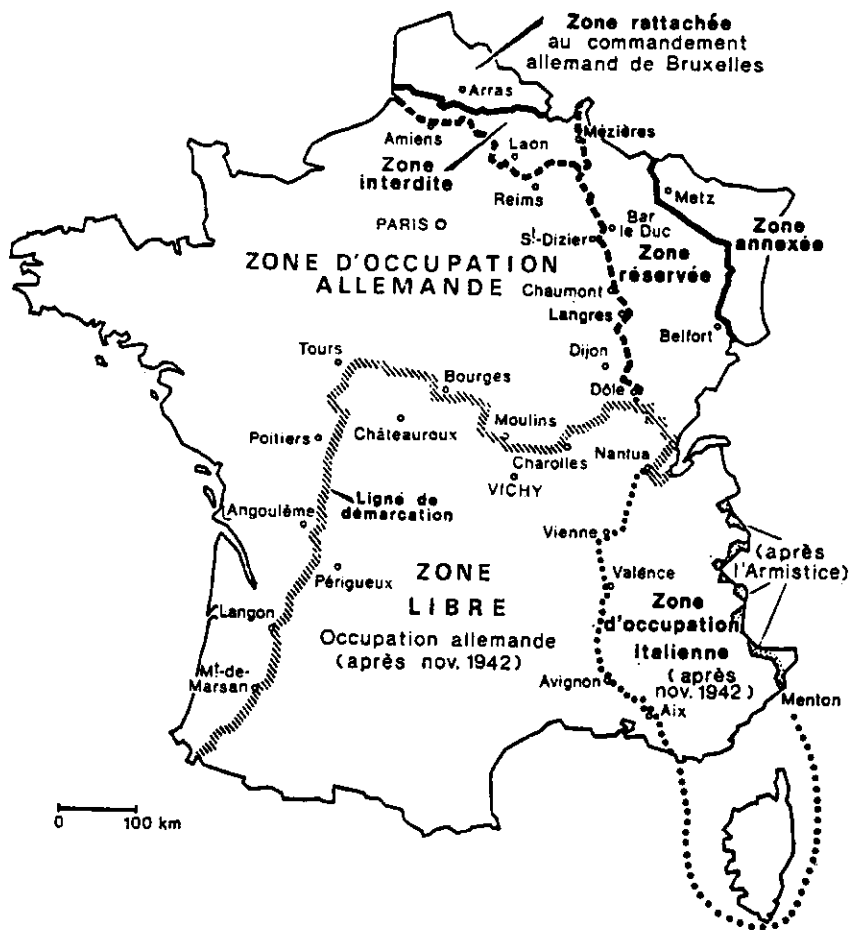 Zone rattachée
au commandement
allemand de Bruxelles
Arras
Amiens
Laon
Mézières
Zone
interdite
Reims
Metz
PARIS
Bar
le Duc
St-Dizier
Zone
annexée
Zone
réservée
ZONE D'OCCUPATION
ALLEMANDE
Chaumont
Langres
Belfort
Dijon
Dôle
Tours
Bourges
Moulins
Châteauroux
Poitiers
Charolles
Nantua
VICHY
Ligne de
démarcation
Angoulême
Vienne
(après
l'Armistice)
Périgueux
ZONE
LIBRE
Valence
Zone
d'occupation
Italienne
(après
nov. 1942)
Langon
Occupation allemande
(après nov. 1942)
Mt-de-
Marsan
Avignon
Aix
Menton
0 100 km